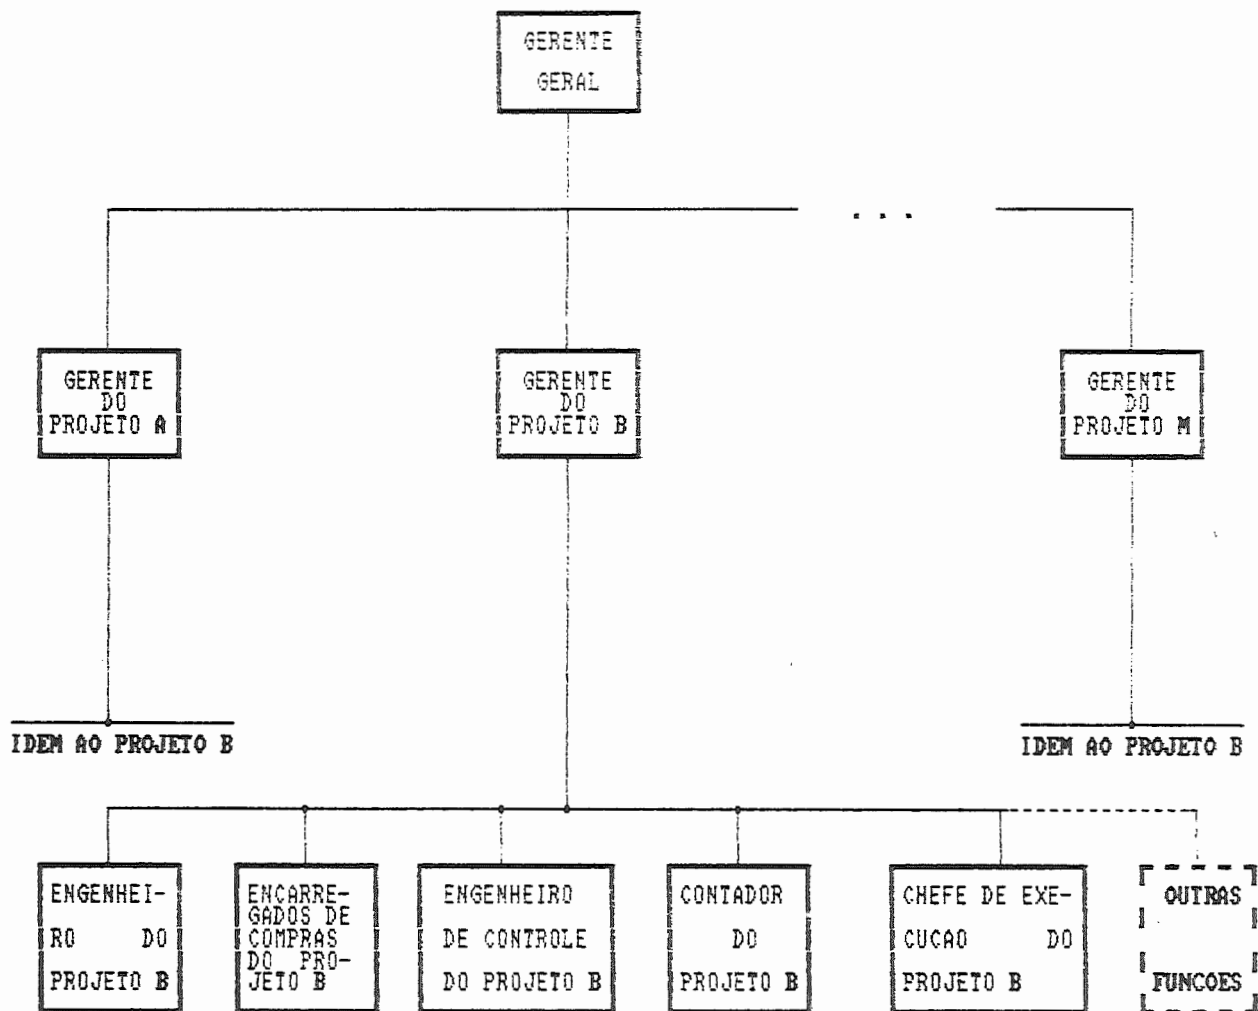 GERENTE
GERAL
. . .
GERENTE
DO
PROJETO A
GERENTE
DO
PROJETO B
GERENTE
DO
PROJETO M
IDEM AO PROJETO B
IDEM AO PROJETO B
ENGENHEI-
RO DO
PROJETO B
ENCARRE-
GADOS DE
COMPRAS
DO PRO-
JETO B
ENGENHEIRO
DE CONTROLE
DO PROJETO B
CONTADOR
DO
PROJETO B
CHEFE DE EXE-
CUCAO DO
PROJETO B
OUTRAS
FUNCOES